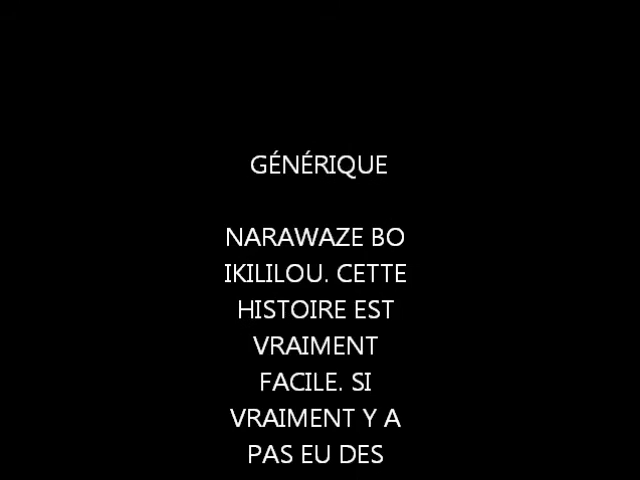 GÉNÉRIQUE
NARAWAZE BO
IKILILOU. CETTE
HISTOIRE EST
VRAIMENT
FACILE. SI
VRAIMENT Y A
PAS EU DES